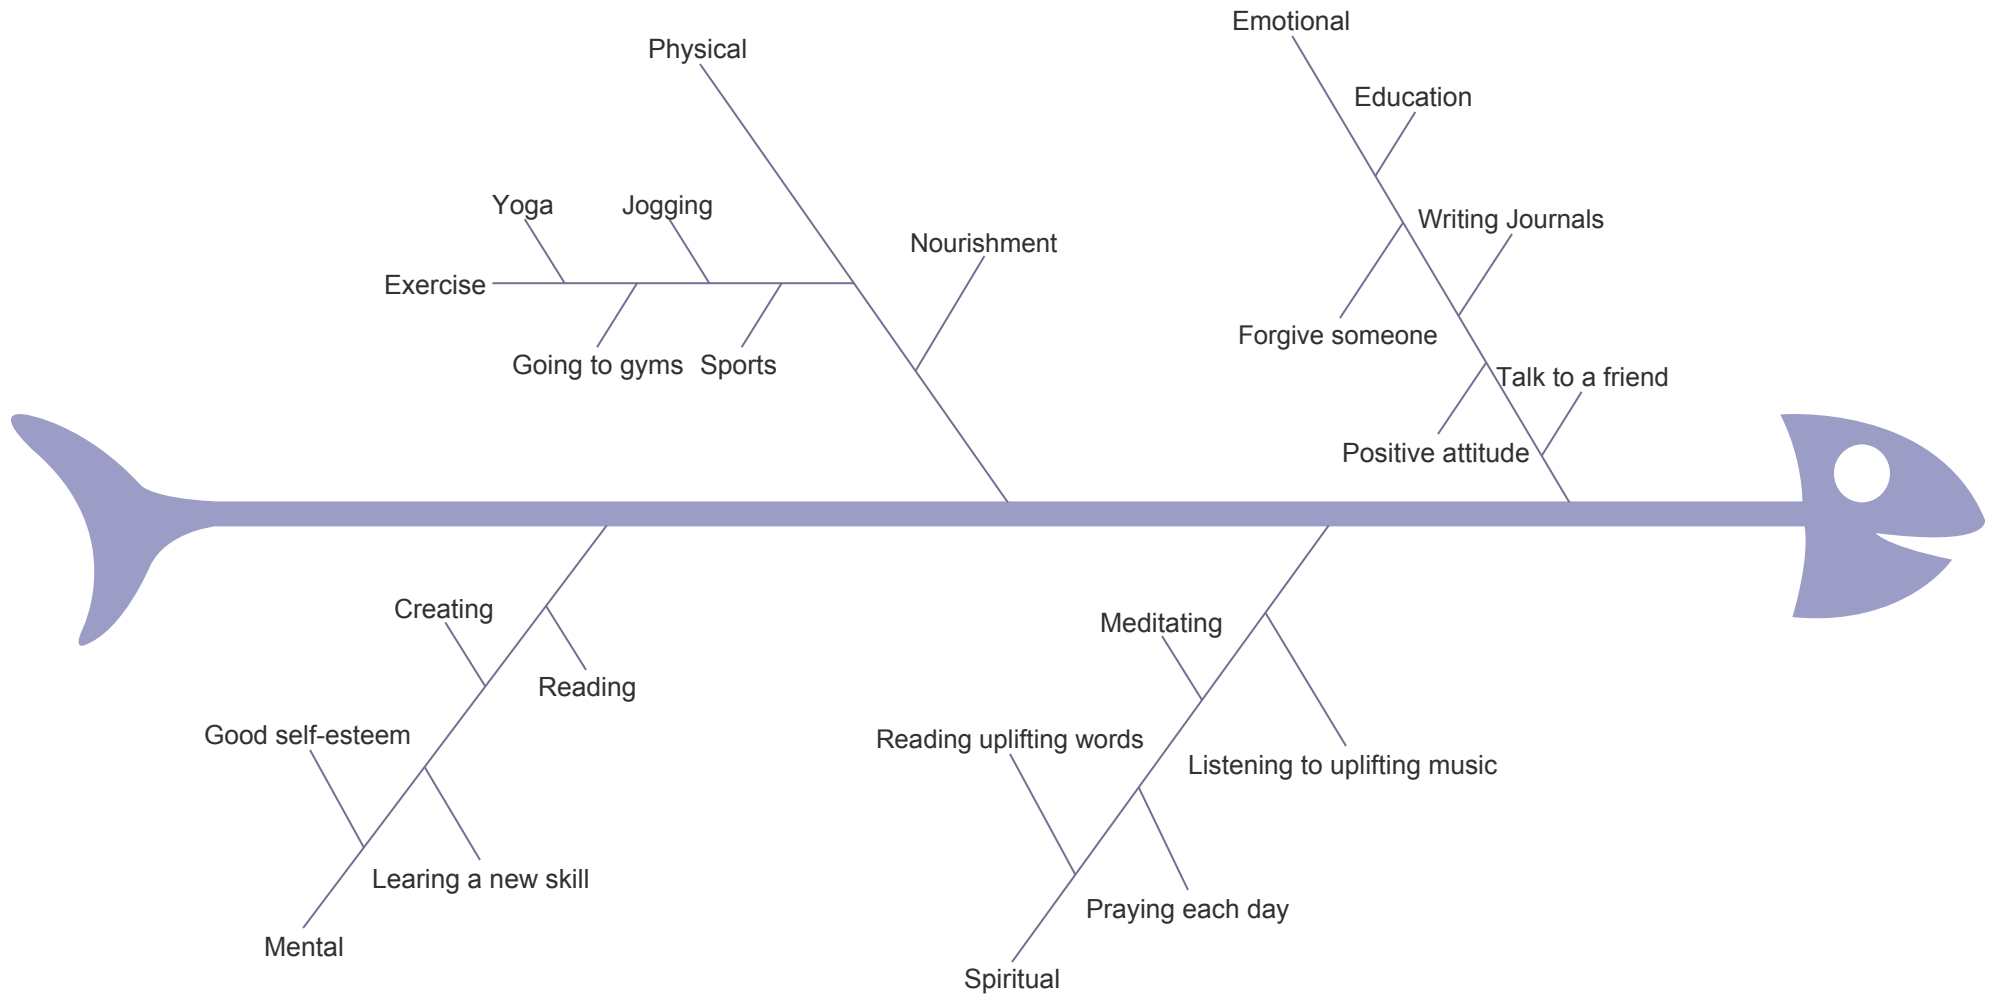 Emotional
Physical
Education
Yoga
Jogging
Writing Journals
Nourishment
Exercise
Forgive someone
Going to gyms
Sports
Talk to a friend
Positive attitude
Creating
Meditating
Reading
Good self-esteem
Reading uplifting words
Listening to uplifting music
Learing a new skill
Praying each day
Mental
Spiritual